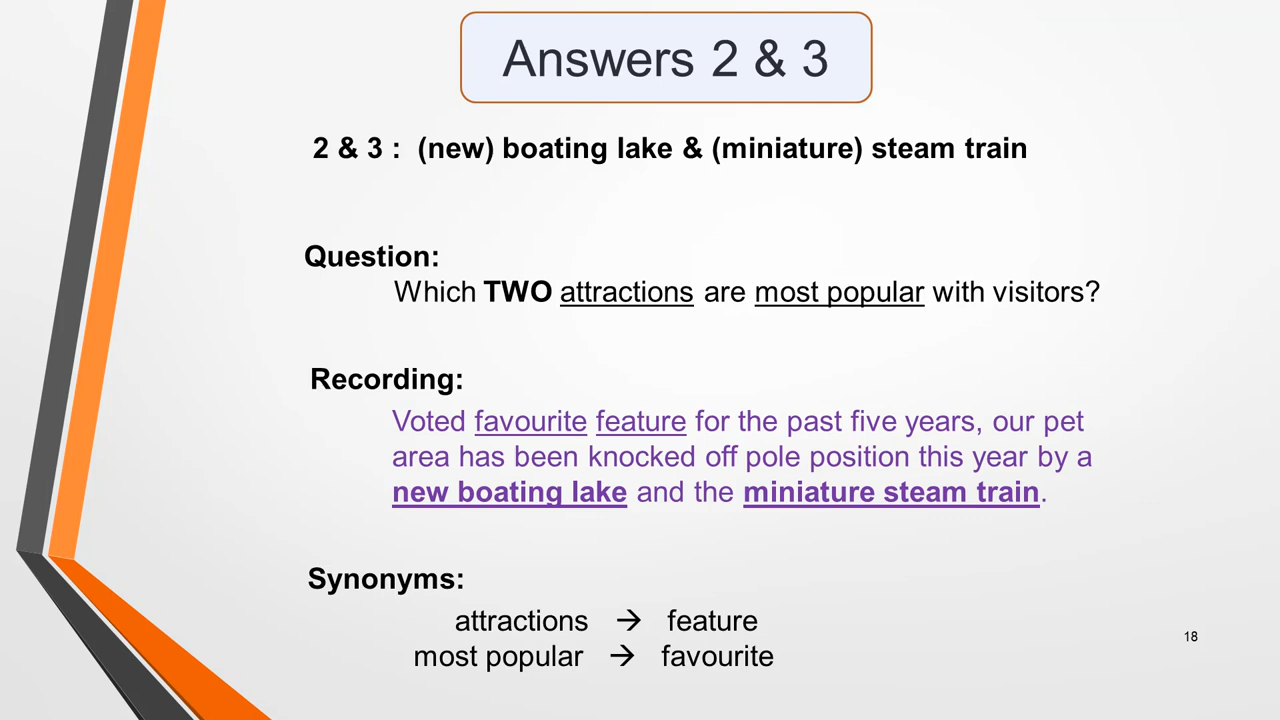 Answers 2 & 3
2 & 3 : (new) boating lake & (miniature) steam train
Question:
Which TWO attractions are most popular with visitors?
Recording:
Voted favourite feature for the past five years, our pet
area has been knocked off pole position this year by a
new boating lake and the miniature steam train.
Synonyms:
attractions → feature
most popular → favourite
18